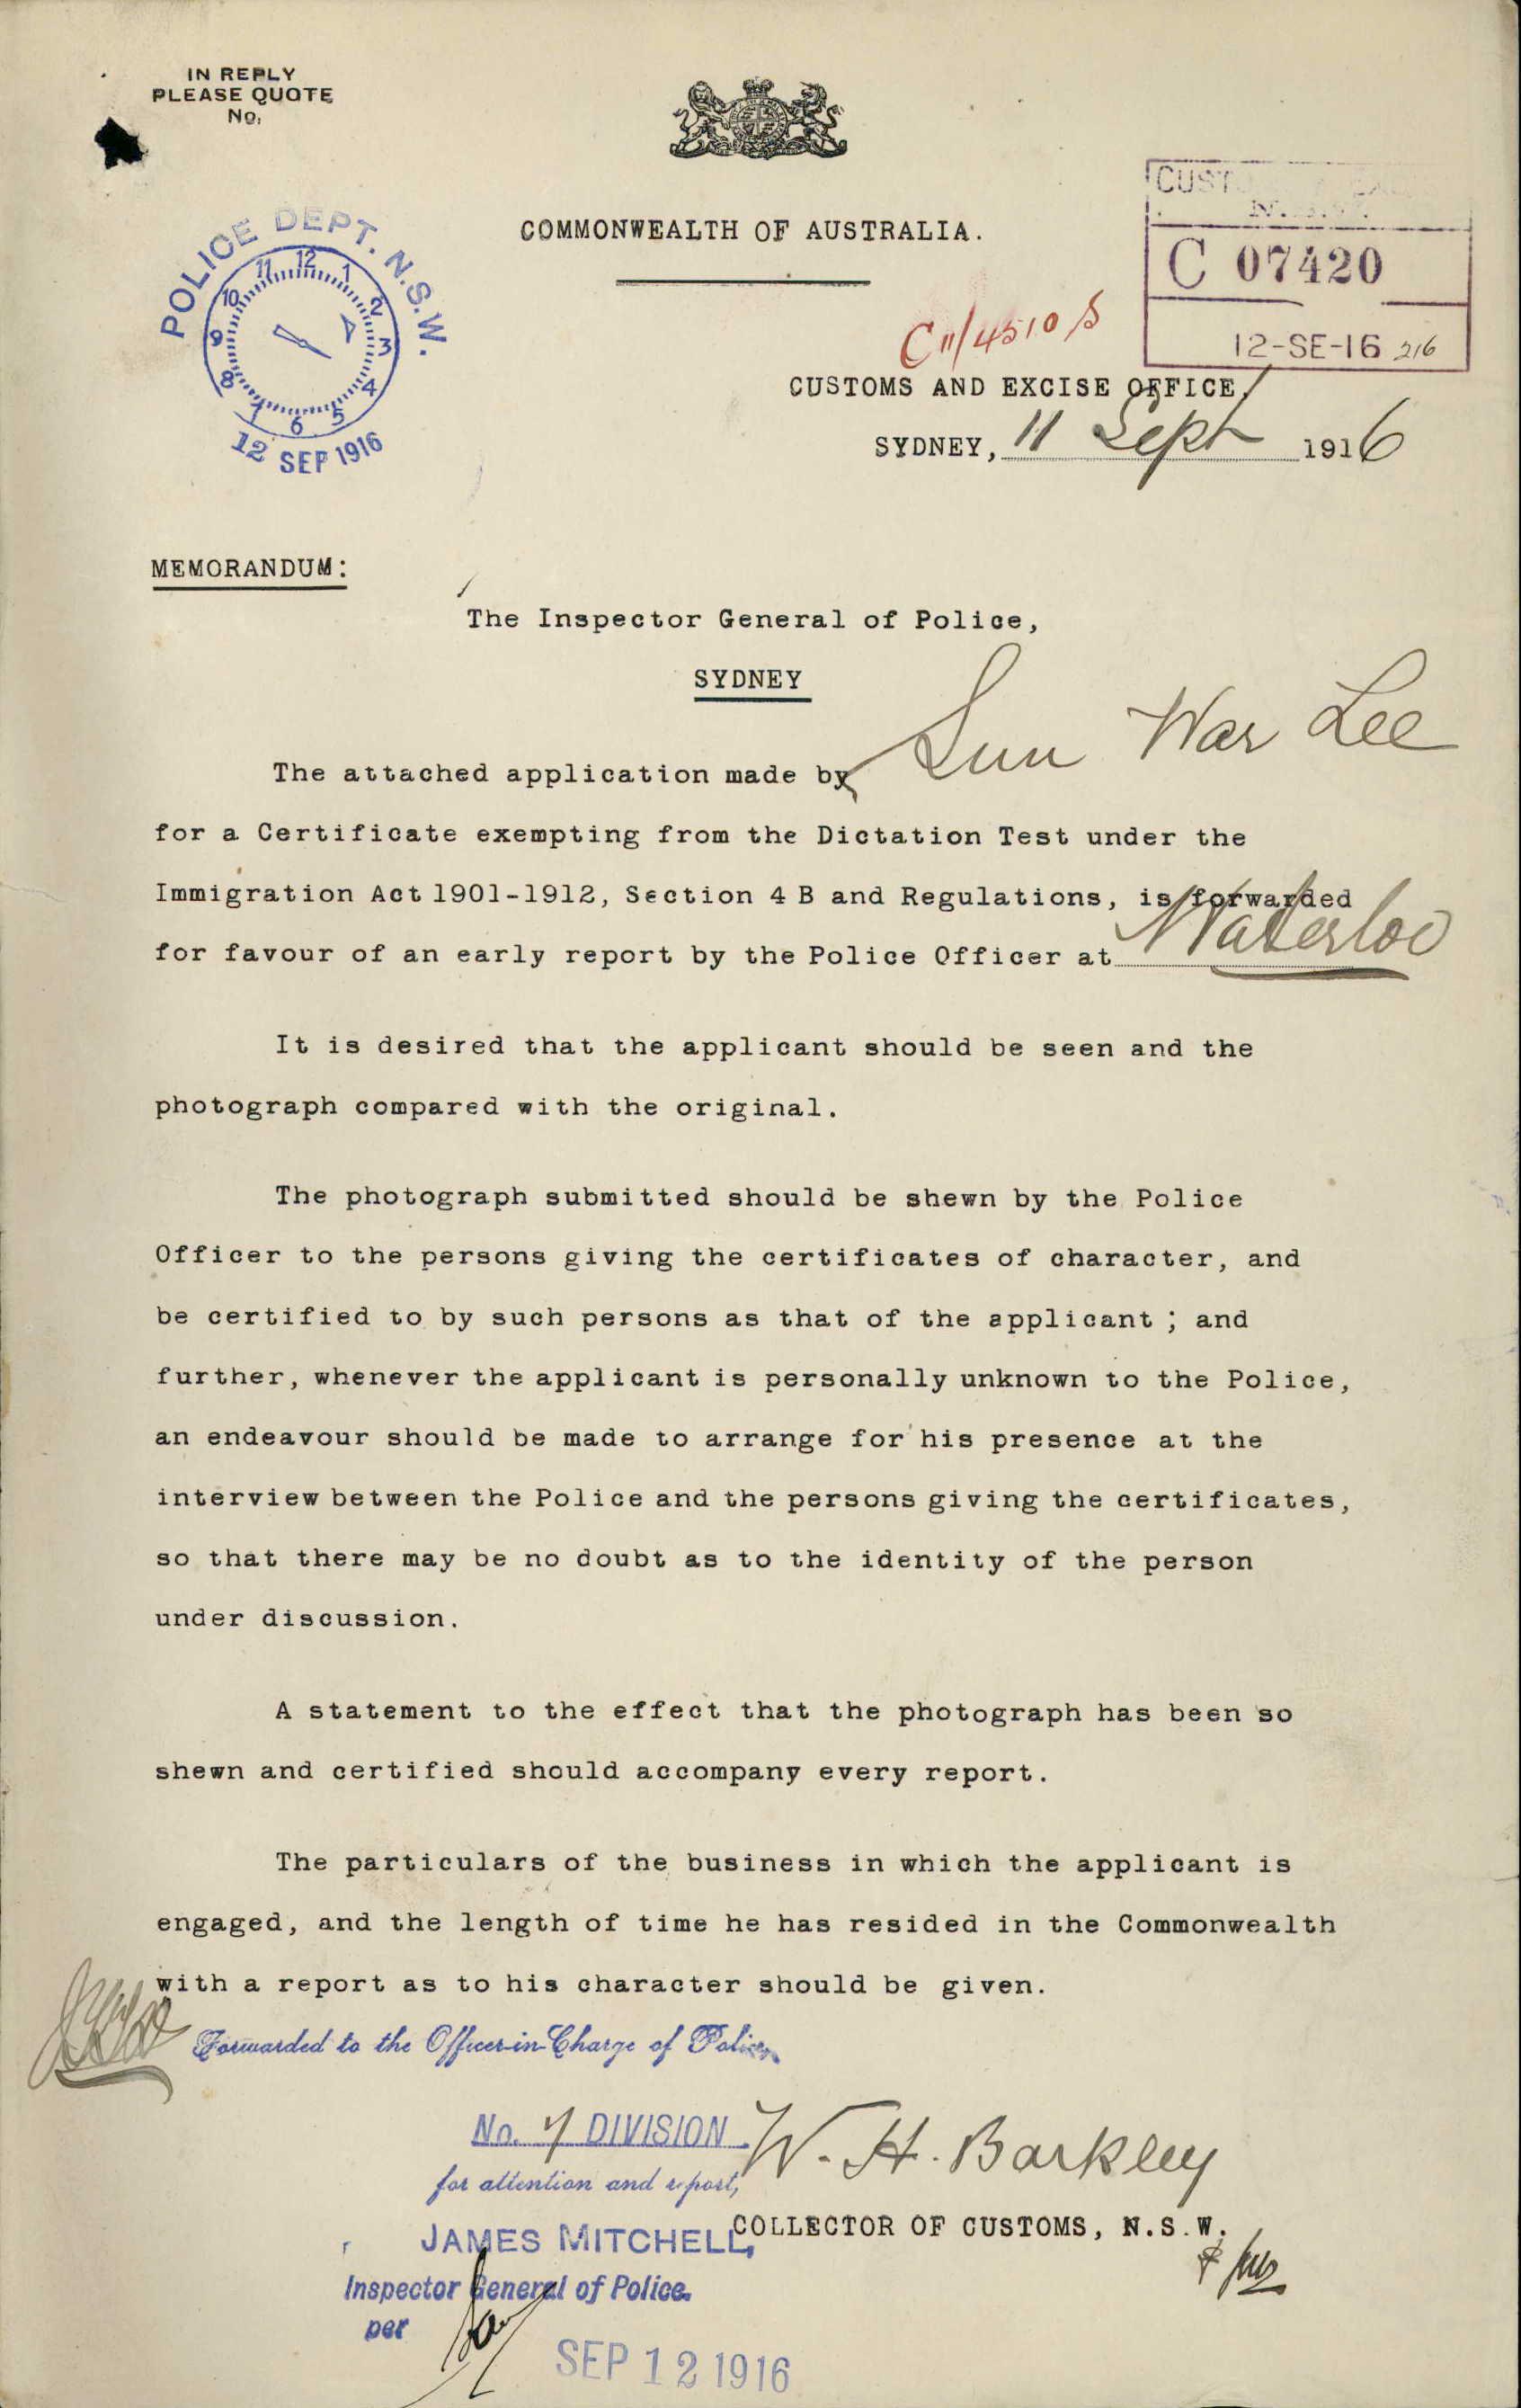 IN REPLY
PLEASE QUOTE
No.
COMMONWEALTH OF AUSTRALIA.
POLICE DEPT. N.S.W.
12 SEP 1916
C 07420
12-SE-16 216
C11/4510 S
CUSTOMS AND EXCISE OFFICE,
SYDNEY, 11 Sept 1916
MEMORANDUM:
The Inspector General of Police,
SYDNEY
The attached application made by Sun War Lee
for a Certificate exempting from the Dictation Test under the
Immigration Act 1901-1912, Section 4 B and Regulations, is forwarded
for favour of an early report by the Police Officer at Waterloo
It is desired that the applicant should be seen and the
photograph compared with the original.
The photograph submitted should be shewn by the Police
Officer to the persons giving the certificates of character, and
be certified to by such persons as that of the applicant ; and
further, whenever the applicant is personally unknown to the Police,
an endeavour should be made to arrange for his presence at the
interview between the Police and the persons giving the certificates,
so that there may be no doubt as to the identity of the person
under discussion.
A statement to the effect that the photograph has been so
shewn and certified should accompany every report.
The particulars of the business in which the applicant is
engaged, and the length of time he has resided in the Commonwealth
with a report as to his character should be given.
Forwarded to the Officer-in-Charge of Police,
No. DIVISION.
for attention and report,
W. H. Barkley
COLLECTOR OF CUSTOMS, N.S.W.
JAMES MITCHELL,
Inspector General of Police.
per
SEP 12 1916